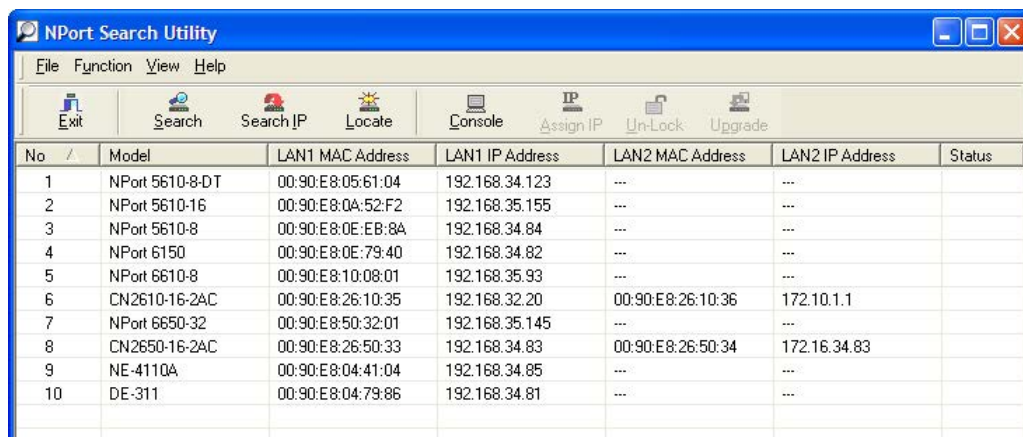 NPort Search Utility
File Function View Help
Exit Search Search IP Locate Console Assign IP Un-Lock Upgrade
No Model LAN1 MAC Address LAN1 IP Address LAN2 MAC Address LAN2 IP Address Status
1 NPort 5610-8-DT 00:90:E8:05:61:04 192.168.34.123 --- ---
2 NPort 5610-16 00:90:E8:0A:52:F2 192.168.35.155 --- ---
3 NPort 5610-8 00:90:E8:0E:EB:8A 192.168.34.84 --- ---
4 NPort 6150 00:90:E8:0E:79:40 192.168.34.82 --- ---
5 NPort 6610-8 00:90:E8:10:08:01 192.168.35.93 --- ---
6 CN2610-16-2AC 00:90:E8:26:10:35 192.168.32.20 00:90:E8:26:10:36 172.10.1.1
7 NPort 6650-32 00:90:E8:50:32:01 192.168.35.145 --- ---
8 CN2650-16-2AC 00:90:E8:26:50:33 192.168.34.83 00:90:E8:26:50:34 172.16.34.83
9 NE-4110A 00:90:E8:04:41:04 192.168.34.85 --- ---
10 DE-311 00:90:E8:04:79:86 192.168.34.81 --- ---